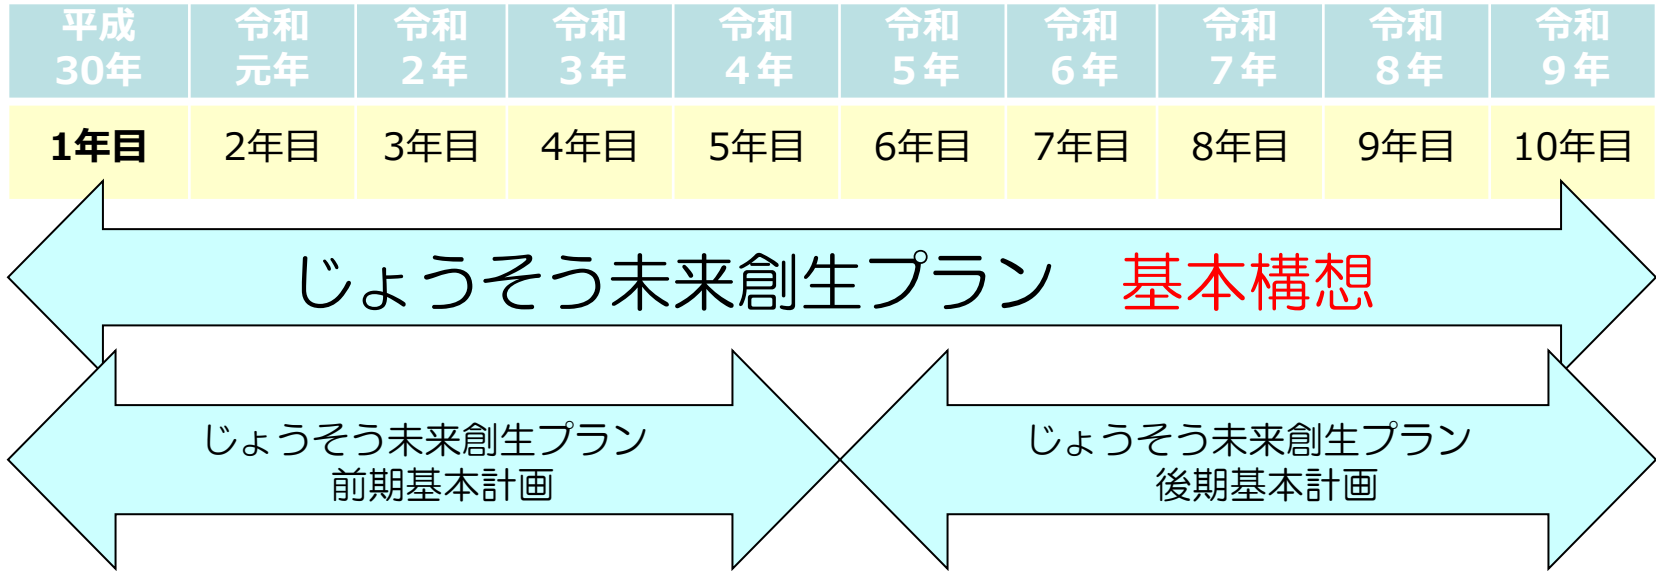 平成 令和 令和 令和 令和 令和 令和 令和 令和 令和
30年 元年 2年 3年 4年 5年 6年 7年 8年 9年
1年目 2年目 3年目 4年目 5年目 6年目 7年目 8年目 9年目 10年目
じょうそう未来創生プラン 基本構想
じょうそう未来創生プラン
前期基本計画
じょうそう未来創生プラン
後期基本計画